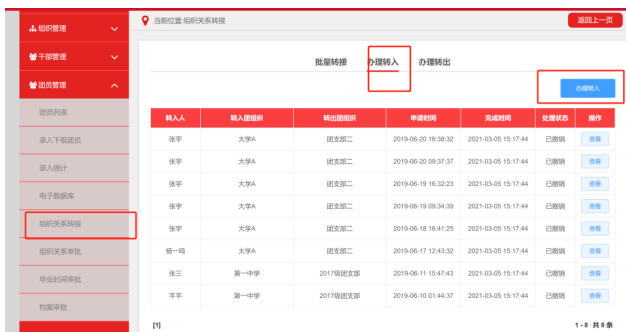 组织管理
当前位置:组织关系转接
返回上一页
干部管理
批量转接 办理转入 办理转出
团员管理
办理转入
团员列表
转入人 转入团组织 转出团组织 申请时间 完成时间 处理状态 操作
录入下级团员
张宇 大学A 团支部二 2019-06-20 16:38:32 2021-03-05 15:17:44 已撤销 查看
录入统计
张宇 大学A 团支部二 2019-06-20 09:37:37 2021-03-05 15:17:44 已撤销 查看
张宇 大学A 团支部二 2019-06-19 16:32:23 2021-03-05 15:17:44 已撤销 查看
电子数据库
张宇 大学A 团支部二 2019-06-19 09:34:39 2021-03-05 15:17:44 已撤销 查看
组织关系转接
张宇 大学A 团支部二 2019-06-18 16:41:25 2021-03-05 15:17:44 已撤销 查看
组织关系审批
杨一鸣 大学A 团支部二 2019-06-17 12:43:32 2021-03-05 15:17:44 已撤销 查看
毕业时间审批
张三 第一中学 2017级团支部 2019-06-11 15:47:43 2021-03-05 15:17:44 已撤销 查看
档案审批
芊芊 第一中学 2017级团支部 2019-06-10 01:44:37 2021-03-05 15:17:44 已撤销 查看
[1]
1 - 8 共 8 条